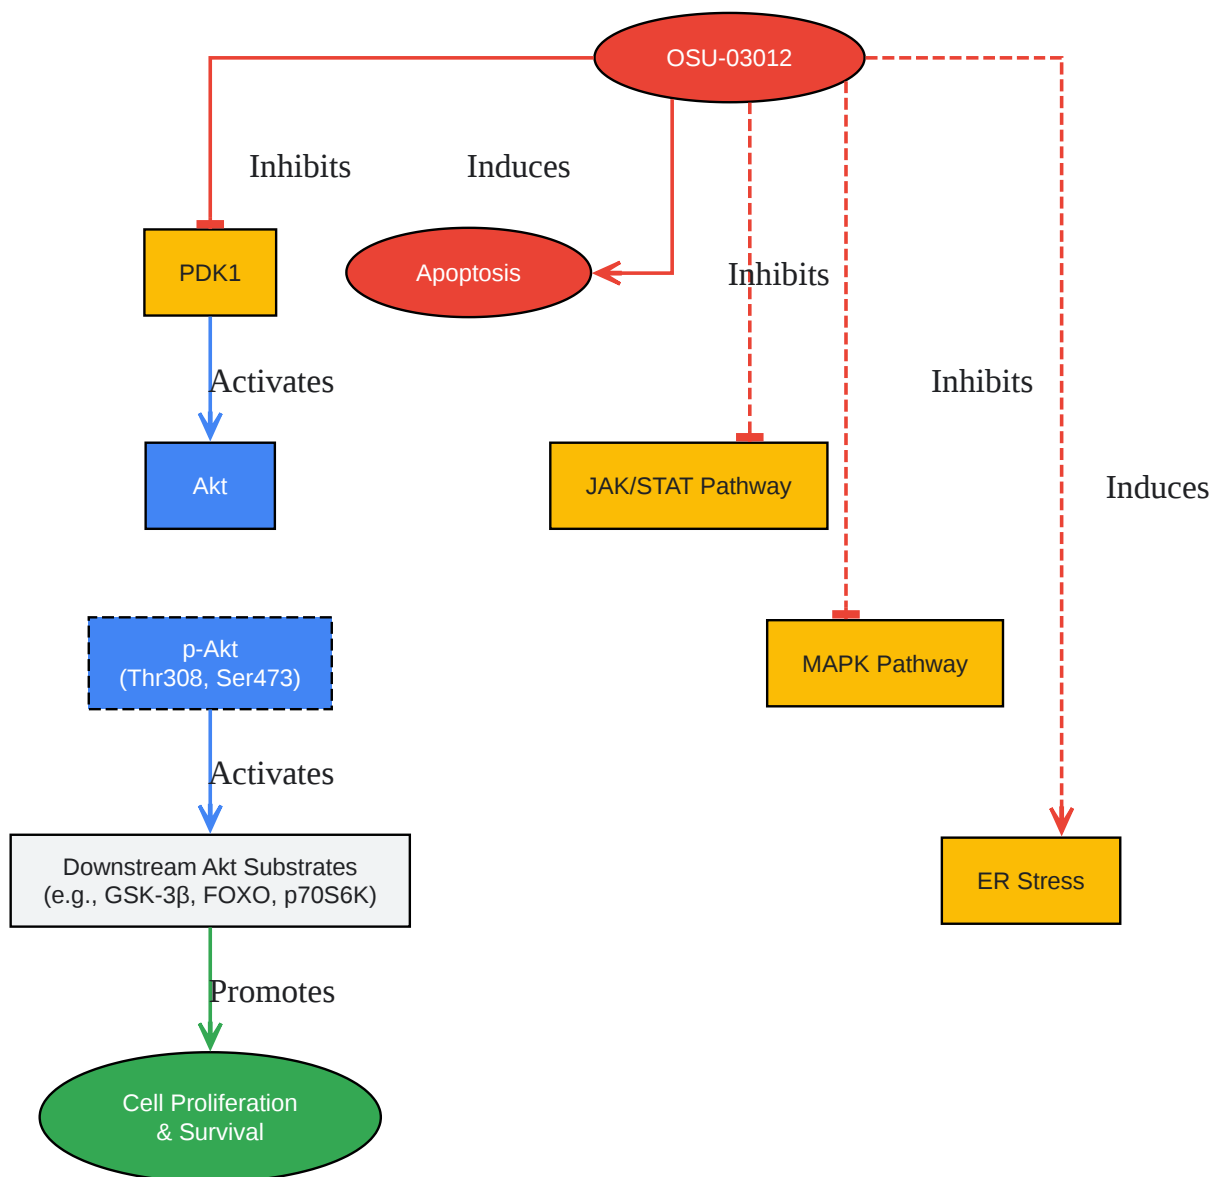 OSU-03012
Inhibits
Induces
PDK1
Apoptosis
Inhibits
Activates
Inhibits
Akt
JAK/STAT Pathway
Induces
p-Akt
(Thr308, Ser473)
MAPK Pathway
Activates
Downstream Akt Substrates
(e.g., GSK-3β, FOXO, p70S6K)
ER Stress
Promotes
Cell Proliferation
& Survival